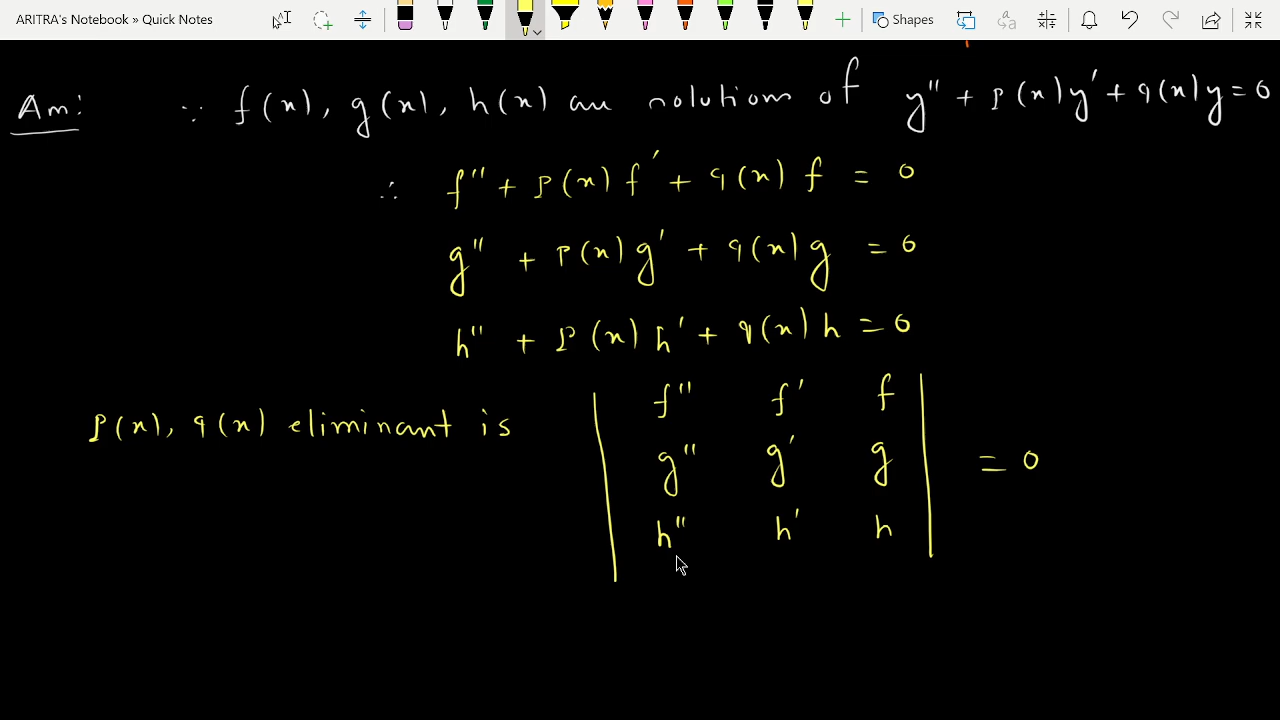 ARITRA's Notebook » Quick Notes Shapes
Ans: ∵ f(x), g(x), h(x) are solutions of y'' + p(x)y' + q(x)y = 0
∴ f'' + p(x) f' + q(x) f = 0
g'' + p(x) g' + q(x) g = 0
h'' + p(x) h' + q(x) h = 0
p(x), q(x) eliminant is
| f'' f' f |
| g'' g' g | = 0
| h'' h' h |